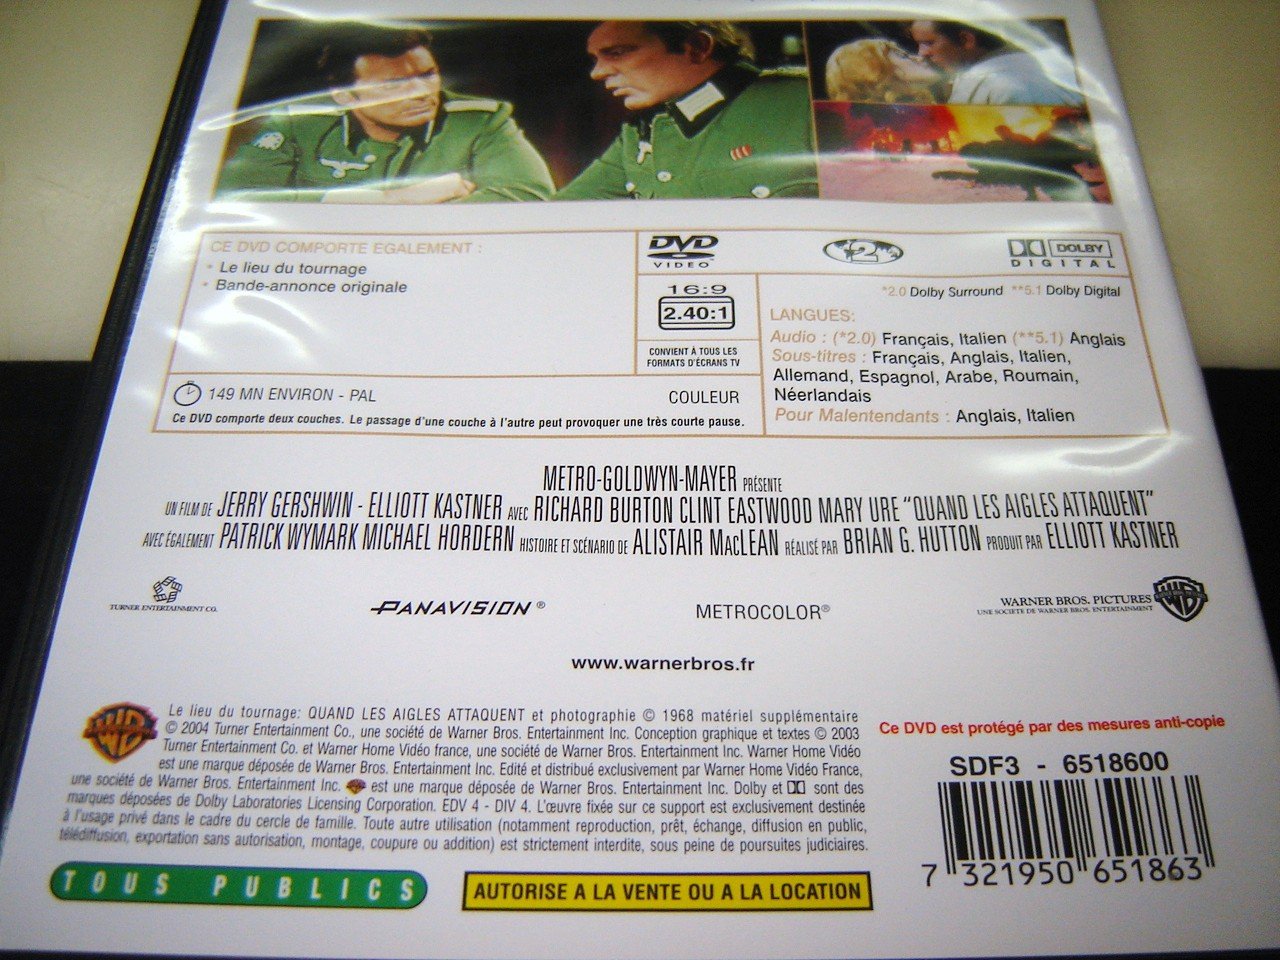 CE DVD COMPORTE EGALEMENT :
• Le lieu du tournage
• Bande-annonce originale
DVD
VIDEO
2
DOLBY
DIGITAL
16:9
2.40:1
CONVIENT À TOUS LES
FORMATS D'ÉCRANS TV
*2.0 Dolby Surround **5.1 Dolby Digital
LANGUES:
Audio : (*2.0) Français, Italien (**5.1) Anglais
Sous-titres : Français, Anglais, Italien,
Allemand, Espagnol, Arabe, Roumain,
Néerlandais
Pour Malentendants : Anglais, Italien
149 MN ENVIRON - PAL
COULEUR
Ce DVD comporte deux couches. Le passage d'une couche à l'autre peut provoquer une très courte pause.
METRO-GOLDWYN-MAYER PRÉSENTE
UN FILM DE JERRY GERSHWIN - ELLIOTT KASTNER AVEC RICHARD BURTON CLINT EASTWOOD MARY URE “QUAND LES AIGLES ATTAQUENT”
AVEC ÉGALEMENT PATRICK WYMARK MICHAEL HORDERN HISTOIRE ET SCÉNARIO DE ALISTAIR MACLEAN RÉALISÉ PAR BRIAN G. HUTTON PRODUIT PAR ELLIOTT KASTNER
TURNER ENTERTAINMENT CO.
PANAVISION®
METROCOLOR®
WARNER BROS. PICTURES
UNE SOCIETE DE WARNER BROS. ENTERTAINMENT
www.warnerbros.fr
Le lieu du tournage: QUAND LES AIGLES ATTAQUENT et photographie © 1968 matériel supplémentaire
© 2004 Turner Entertainment Co., une société de Warner Bros. Entertainment Inc. Conception graphique et textes © 2003
Turner Entertainment Co. et Warner Home Vidéo france, une société de Warner Bros. Entertainment Inc. Warner Home Vidéo
est une marque déposée de Warner Bros. Entertainment Inc. Edité et distribué exclusivement par Warner Home Vidéo France,
une société de Warner Bros. Entertainment Inc. est une marque déposée de Warner Bros. Entertainment Inc. Dolby et sont des
marques déposées de Dolby Laboratories Licensing Corporation. EDV 4 - DIV 4. L'œuvre fixée sur ce support est exclusivement destinée
à l'usage privé dans le cadre du cercle de famille. Toute autre utilisation (notamment reproduction, prêt, échange, diffusion en public,
télédiffusion, exportation sans autorisation, montage, coupure ou addition) est strictement interdite, sous peine de poursuites judiciaires.
Ce DVD est protégé par des mesures anti-copie
SDF3 - 6518600
7 321950 651863
TOUS PUBLICS
AUTORISE A LA VENTE OU A LA LOCATION